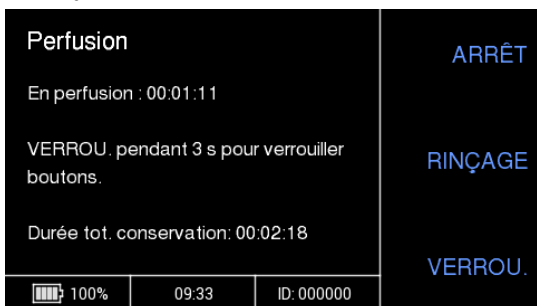 Perfusion
ARRÊT
En perfusion : 00:01:11
VERROU. pendant 3 s pour verrouiller
boutons.
RINÇAGE
Durée tot. conservation: 00:02:18
VERROU.
100% 09:33 ID: 000000